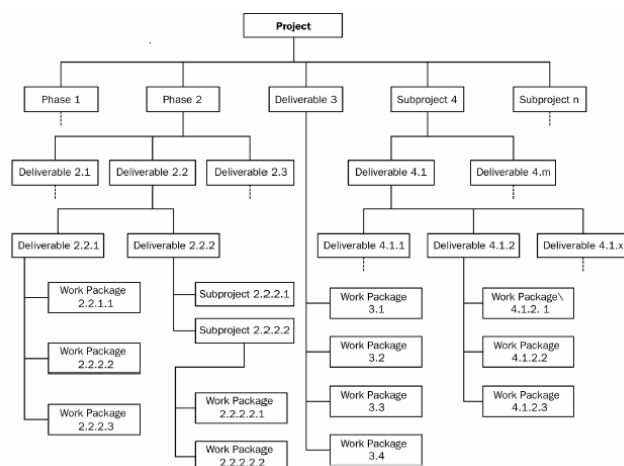 Project
Phase 1
Phase 2
Deliverable 3
Subproject 4
Subproject n
Deliverable 2.1
Deliverable 2.2
Deliverable 2.3
Deliverable 4.1
Deliverable 4.m
Deliverable 2.2.1
Deliverable 2.2.2
Deliverable 4.1.1
Deliverable 4.1.2
Deliverable 4.1.x
Work Package
2.2.1.1
Work Package
2.2.2.2
Work Package
2.2.2.3
Subproject 2.2.2.1
Subproject 2.2.2.2
Work Package
2.2.2.2.1
Work Package
2.2.2.2.2
Work Package
3.1
Work Package
3.2
Work Package
3.3
Work Package
3.4
Work Package\
4.1.2. 1
Work Package
4.1.2.2
Work Package
4.1.2.3